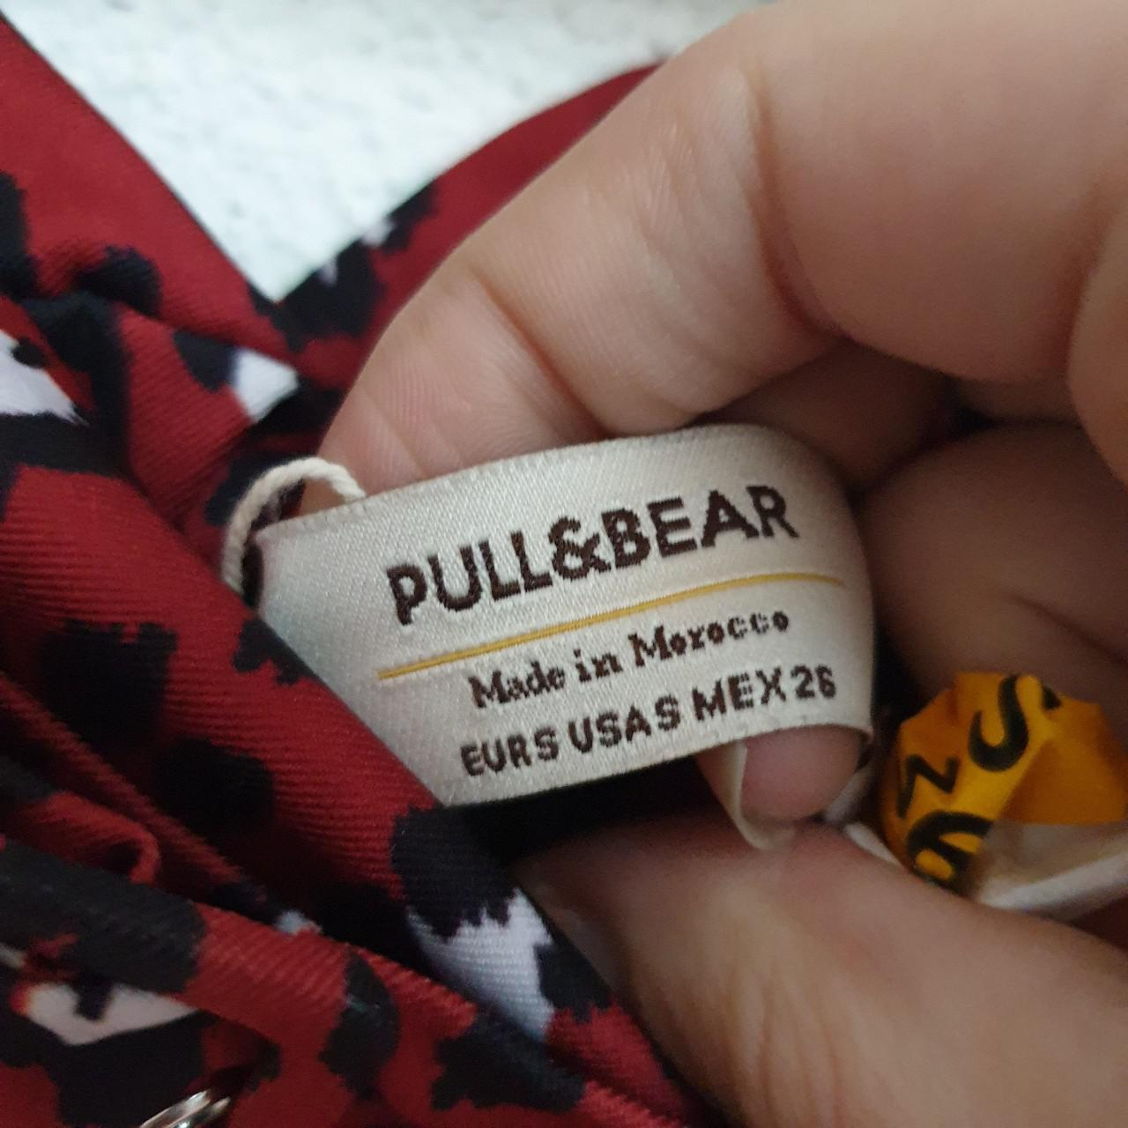 PULL&BEAR
Made in Morocco
EUR S USA S MEX 26